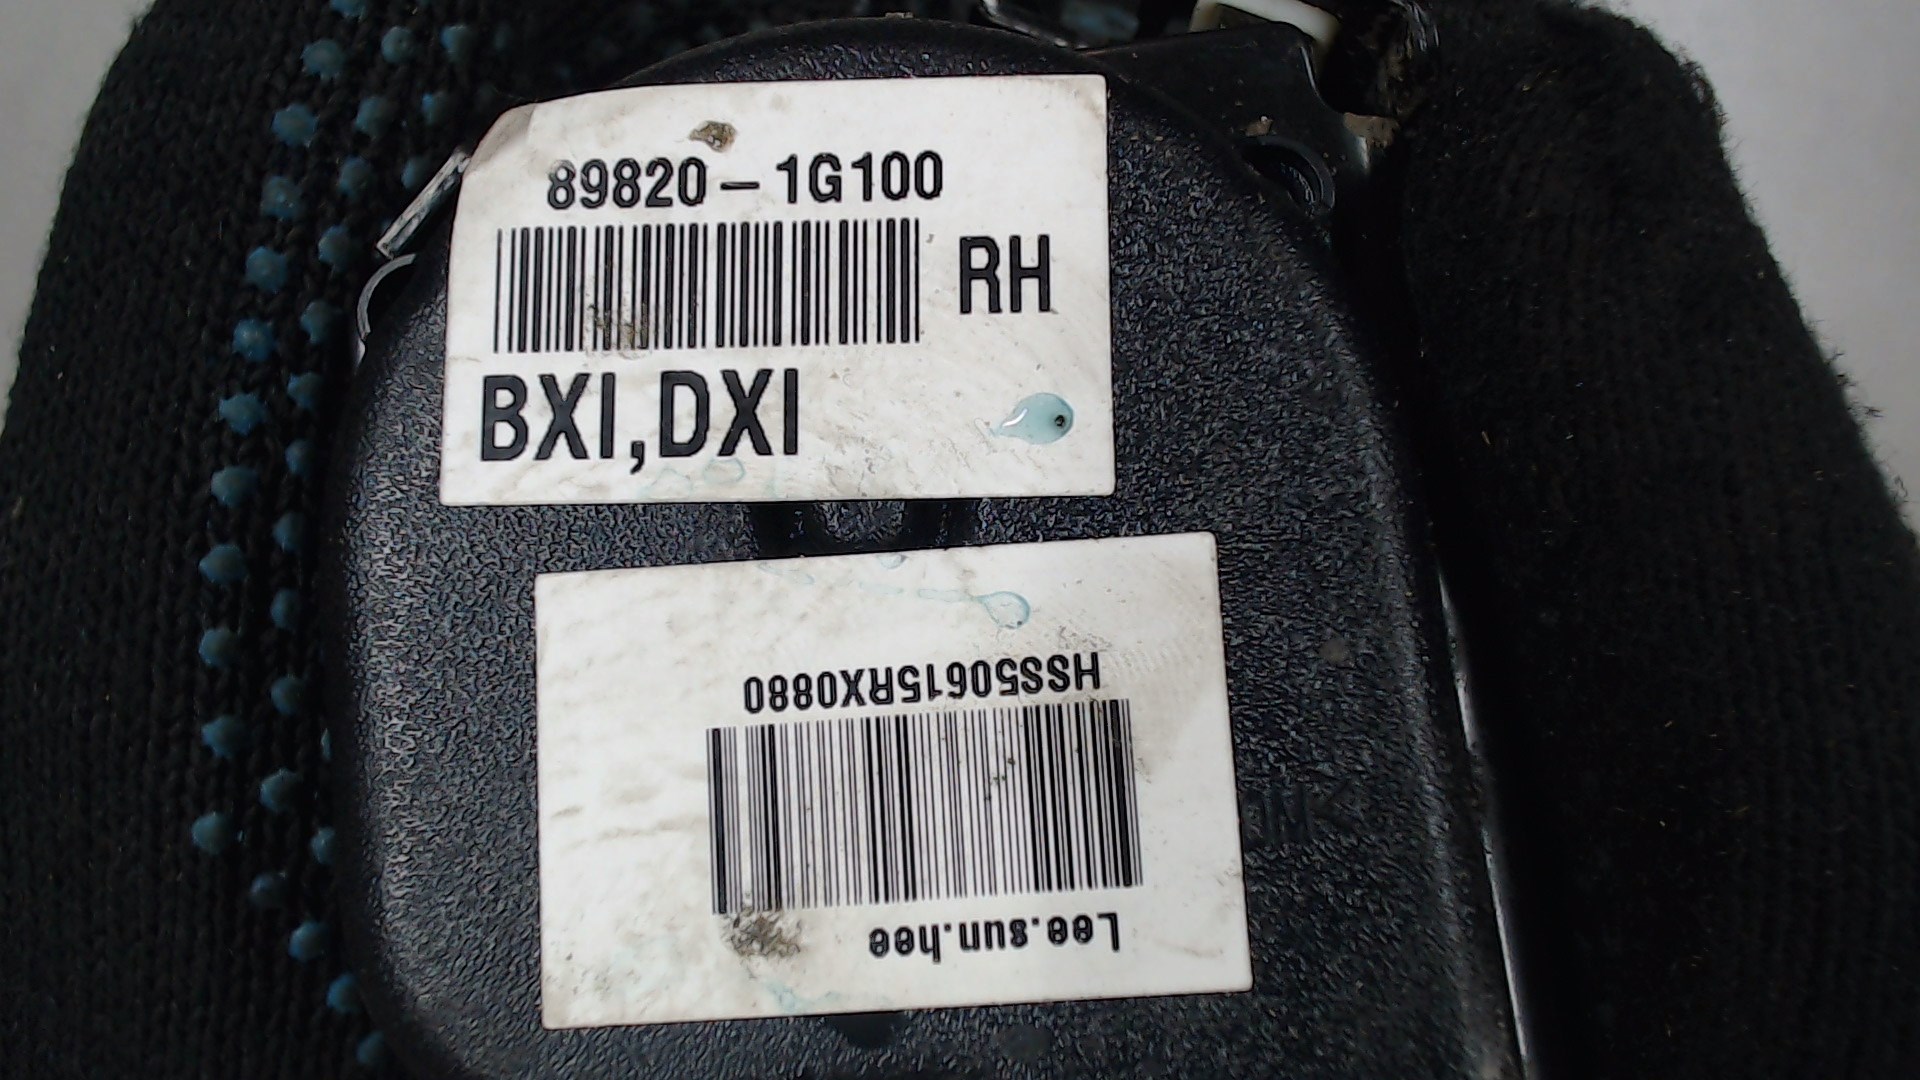 89820-1G100
RH
BXI,DXI
HSS50615RX0880
Lee.sun.hee